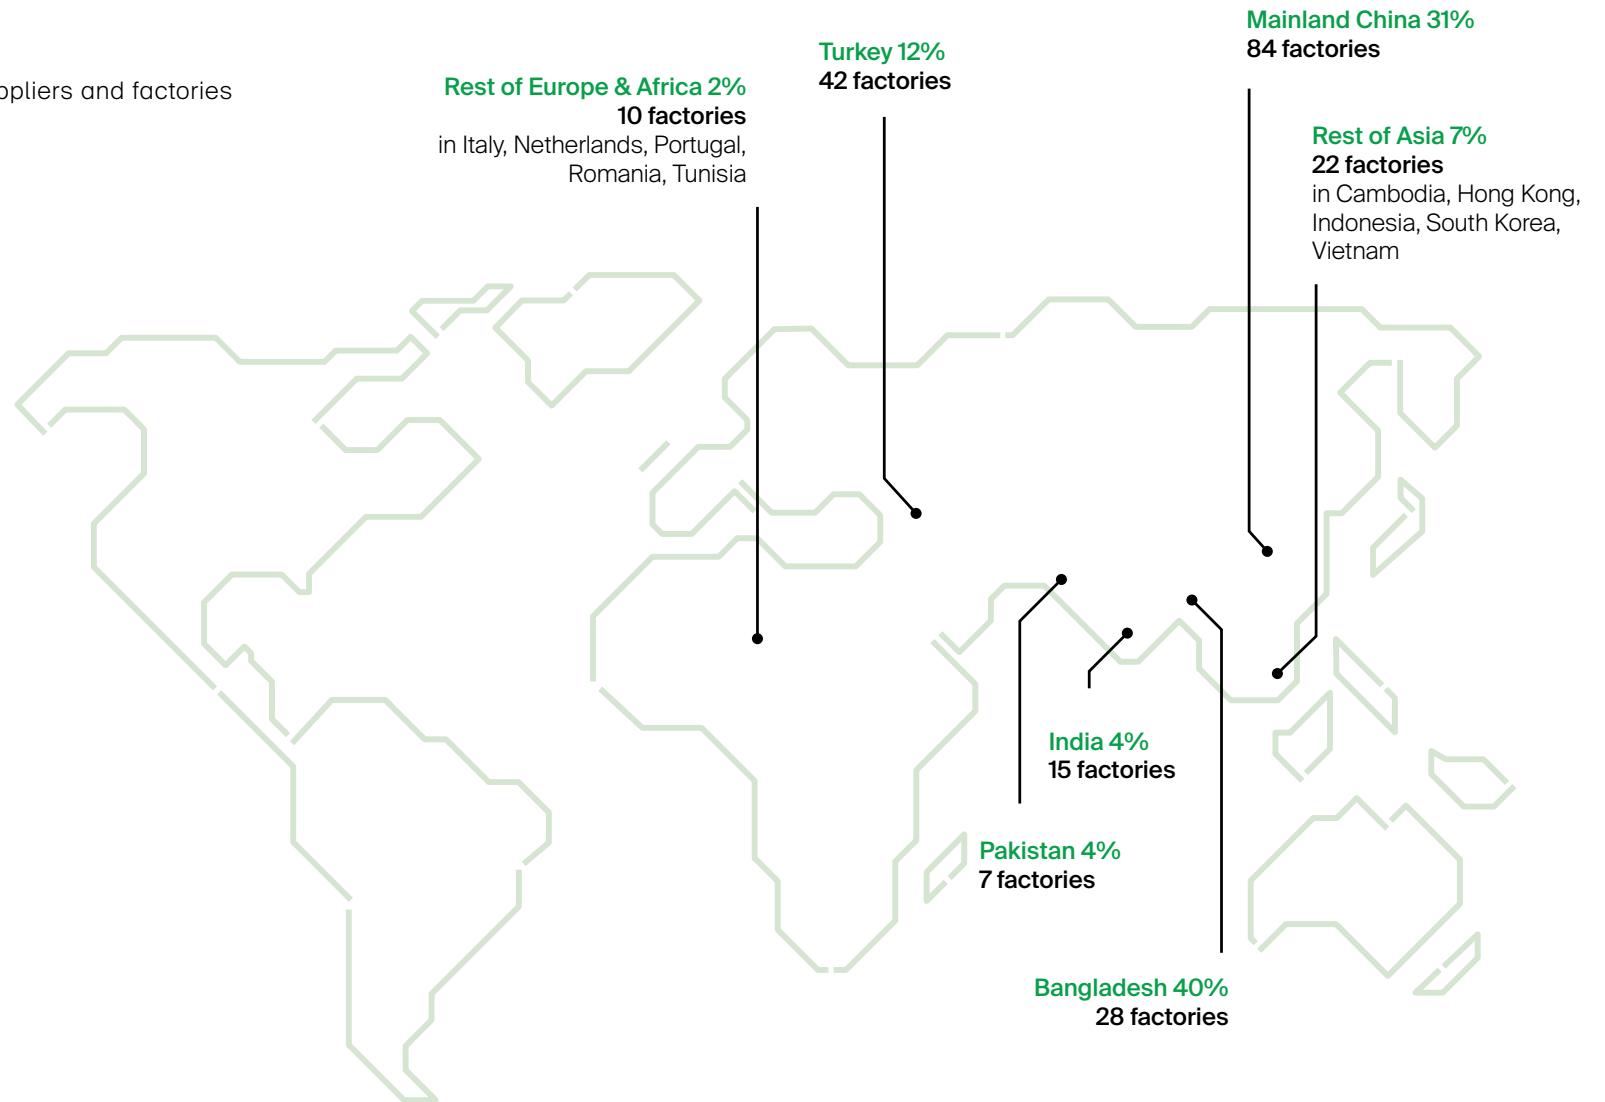 suppliers and factories
Rest of Europe & Africa 2%
10 factories
in Italy, Netherlands, Portugal,
Romania, Tunisia
Turkey 12%
42 factories
Mainland China 31%
84 factories
Rest of Asia 7%
22 factories
in Cambodia, Hong Kong,
Indonesia, South Korea,
Vietnam
India 4%
15 factories
Pakistan 4%
7 factories
Bangladesh 40%
28 factories